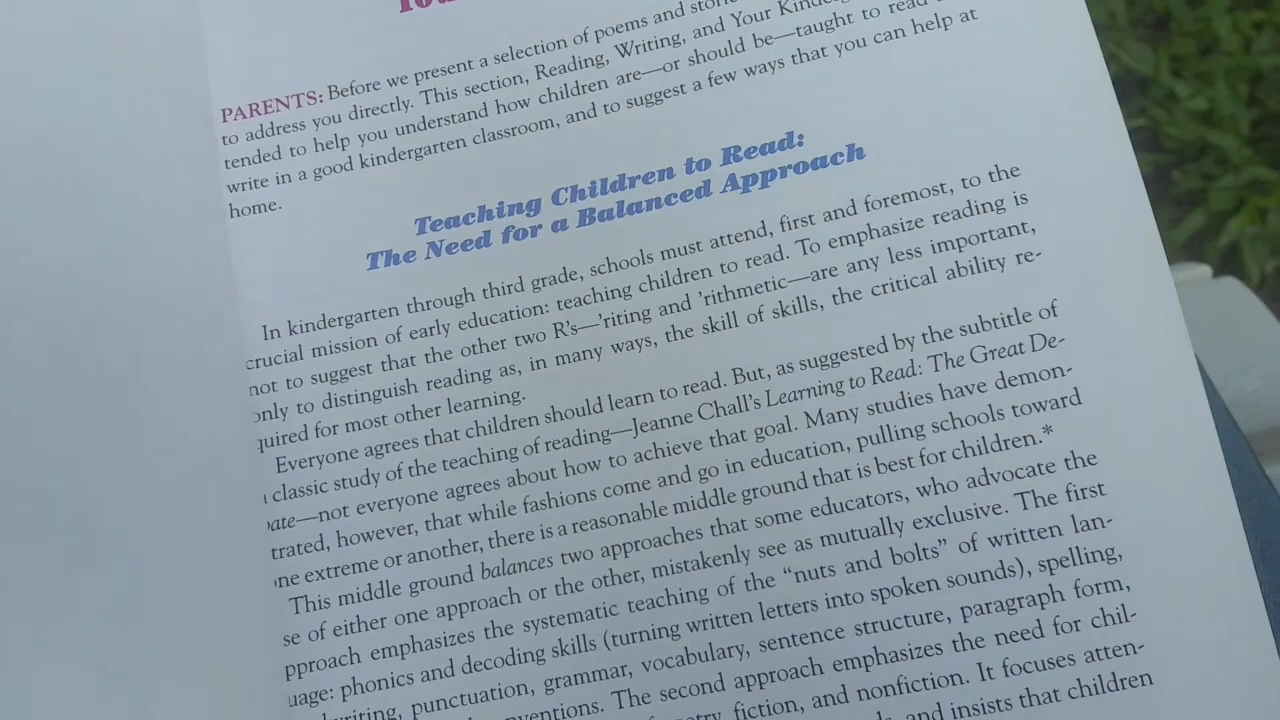 PARENTS: Before we present a selection of poems and
to address you directly. This section, Reading, Writing, and Your
tended to help you understand how children are—or should be—taught to read
write in a good kindergarten classroom, and to suggest a few ways that you can help at
home.
Teaching Children to Read:
The Need for a Balanced Approach
In kindergarten through third grade, schools must attend, first and foremost, to the
crucial mission of early education: teaching children to read. To emphasize reading is
not to suggest that the other two R's—'riting and 'rithmetic—are any less important,
only to distinguish reading as, in many ways, the skill of skills, the critical ability re-
quired for most other learning.
Everyone agrees that children should learn to read. But, as suggested by the subtitle of
classic study of the teaching of reading—Jeanne Chall's Learning to Read: The Great De-
ate—not everyone agrees about how to achieve that goal. Many studies have demon-
trated, however, that while fashions come and go in education, pulling schools toward
ne extreme or another, there is a reasonable middle ground that is best for children.*
This middle ground balances two approaches that some educators, who advocate the
se of either one approach or the other, mistakenly see as mutually exclusive. The first
pproach emphasizes the systematic teaching of the "nuts and bolts" of written lan-
uage: phonics and decoding skills (turning written letters into spoken sounds), spelling,
writing, punctuation, grammar, vocabulary, sentence structure, paragraph form,
The second approach emphasizes the need for chil-
fiction, and nonfiction. It focuses atten-
and insists that children